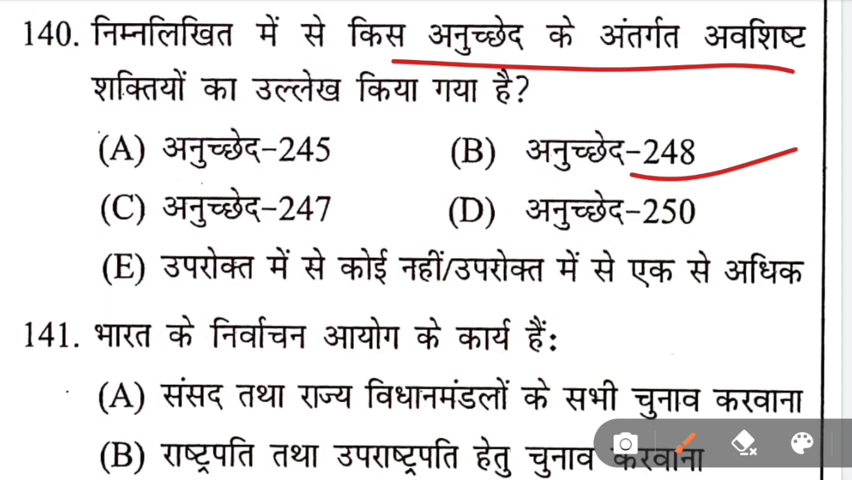 140. निम्नलिखित में से किस अनुच्छेद के अंतर्गत अवशिष्ट
शक्तियों का उल्लेख किया गया है?
(A) अनुच्छेद-245 (B) अनुच्छेद-248
(C) अनुच्छेद-247 (D) अनुच्छेद-250
(E) उपरोक्त में से कोई नहीं/उपरोक्त में से एक से अधिक
141. भारत के निर्वाचन आयोग के कार्य हैं:
(A) संसद तथा राज्य विधानमंडलों के सभी चुनाव करवाना
(B) राष्ट्रपति तथा उपराष्ट्रपति हेतु चुनाव करवाना